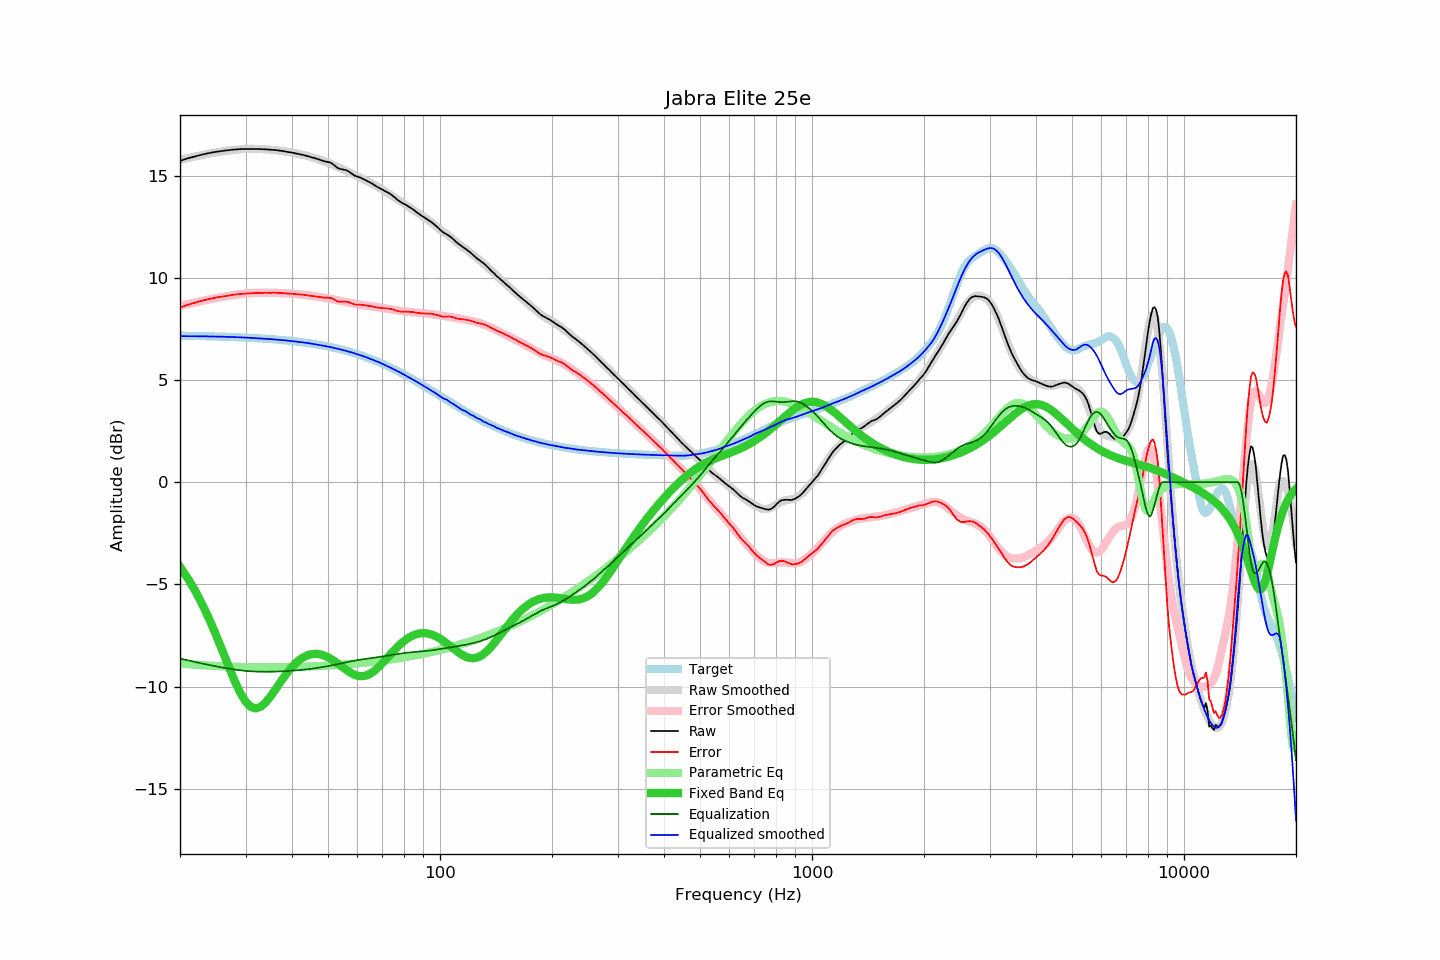 Jabra Elite 25e
Amplitude (dBr)
15
10
5
0
−5
−10
−15
Target
Raw Smoothed
Error Smoothed
Raw
Error
Parametric Eq
Fixed Band Eq
Equalization
Equalized smoothed
100
1000
10000
Frequency (Hz)